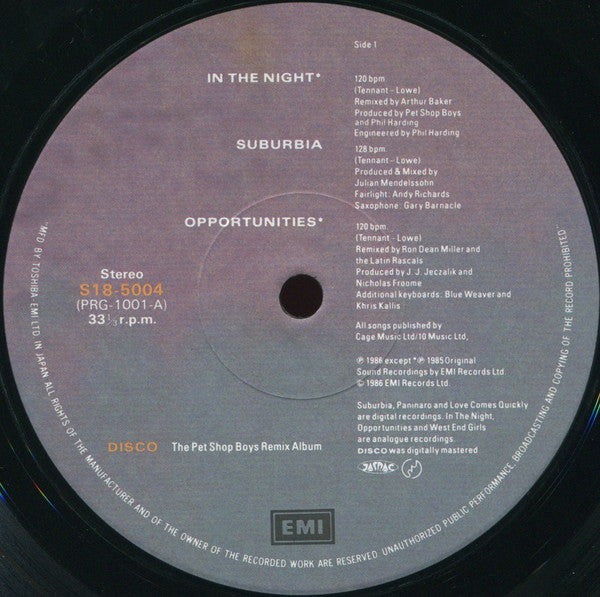 Side 1
IN THE NIGHT*
120 bpm
(Tennant - Lowe)
Remixed by Arthur Baker
Produced by Pet Shop Boys
and Phil Harding
Engineered by Phil Harding
SUBURBIA
128 bpm
(Tennant - Lowe)
Produced & Mixed by
Julian Mendelssohn
Fairlight: Andy Richards
Saxophone: Gary Barnacle
OPPORTUNITIES*
120 bpm
(Tennant - Lowe)
Remixed by Ron Dean Miller and
the Latin Rascals
Produced by J. J. Jeczalik and
Nicholas Froome
Additional keyboards: Blue Weaver and
Khris Kallis
Stereo
S18-5004
(PRG-1001-A)
33⅓ r.p.m.
All songs published by
Cage Music Ltd/10 Music Ltd,
℗ 1986 except *℗ 1985 Original
Sound Recordings by EMI Records Ltd.
© 1986 EMI Records Ltd.
Suburbia, Paninaro and Love Comes Quickly
are digital recordings. In The Night,
Opportunities and West End Girls
are analogue recordings.
DISCO was digitally mastered
DISCO The Pet Shop Boys Remix Album
EMI
"MFD BY TOSHIBA EMI LTD. IN JAPAN ALL RIGHTS OF THE MANUFACTURER AND OF THE OWNER OF THE RECORDED WORK ARE RESERVED. UNAUTHORIZED PUBLIC PERFORMANCE, BROADCASTING AND COPYING OF THE RECORD PROHIBITED"